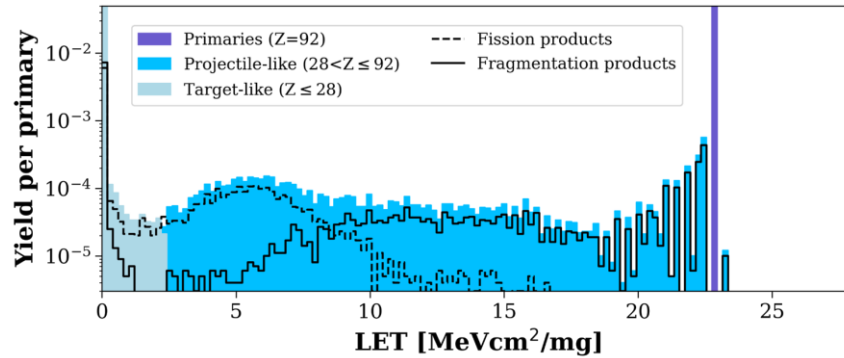 Yield per primary
10⁻²
10⁻³
10⁻⁴
10⁻⁵
Primaries (Z=92)
Projectile-like (28<Z≤92)
Target-like (Z≤28)
Fission products
Fragmentation products
0 5 10 15 20 25
LET [MeVcm²/mg]